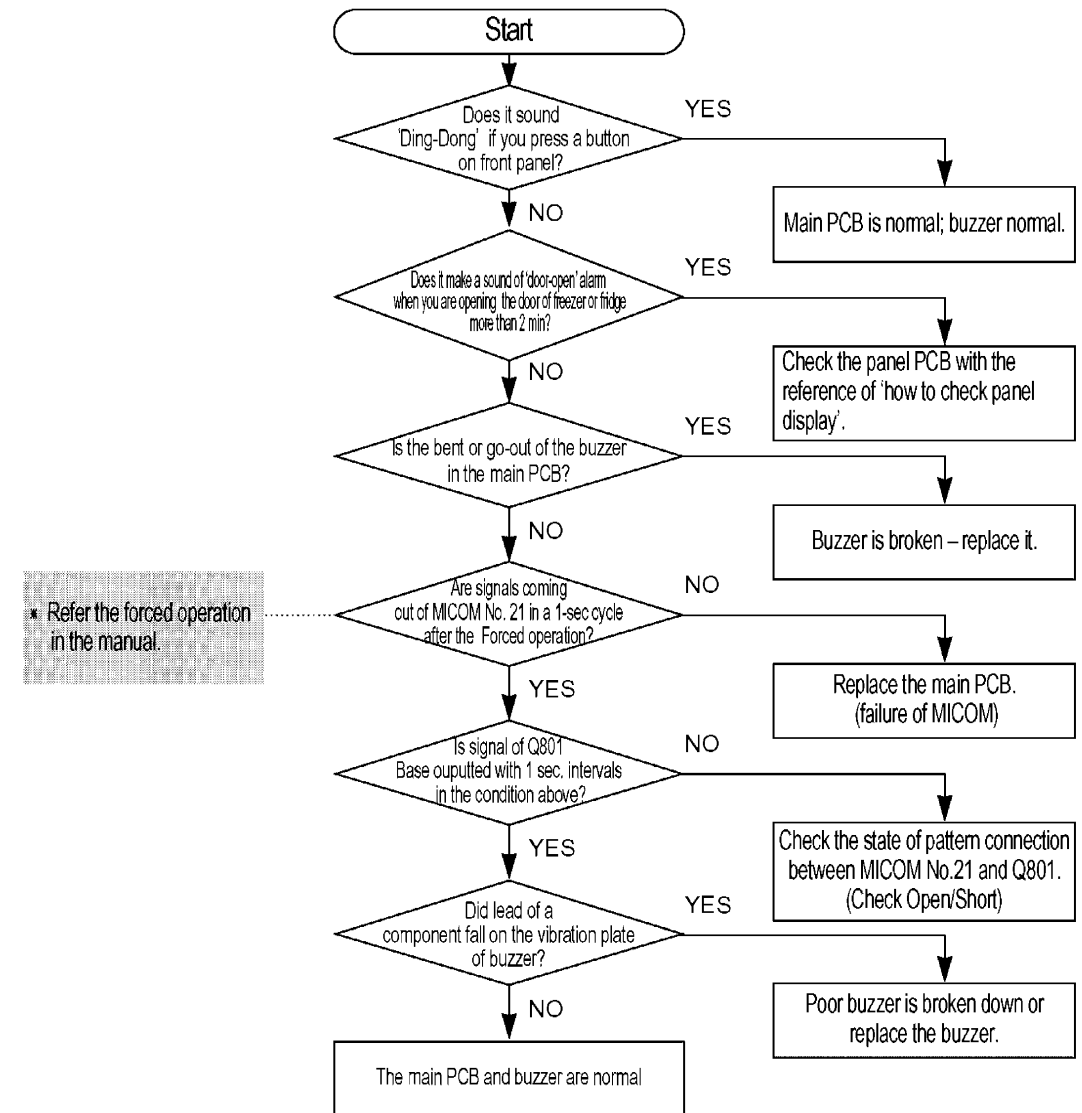 Start
Does it sound
'Ding-Dong' if you press a button
on front panel?
YES
Main PCB is normal; buzzer normal.
NO
Does it make a sound of 'door-open' alarm
when you are opening the door of freezer or fridge
more than 2 min?
YES
Check the panel PCB with the
reference of 'how to check panel
display'.
NO
Is the bent or go-out of the buzzer
in the main PCB?
YES
Buzzer is broken – replace it.
NO
Are signals coming
out of MICOM No. 21 in a 1-sec cycle
after the Forced operation?
NO
* Refer the forced operation
in the manual.
Replace the main PCB.
(failure of MICOM)
YES
Is signal of Q801
Base ouputted with 1 sec. intervals
in the condition above?
NO
Check the state of pattern connection
between MICOM No.21 and Q801.
(Check Open/Short)
YES
Did lead of a
component fall on the vibration plate
of buzzer?
YES
Poor buzzer is broken down or
replace the buzzer.
NO
The main PCB and buzzer are normal